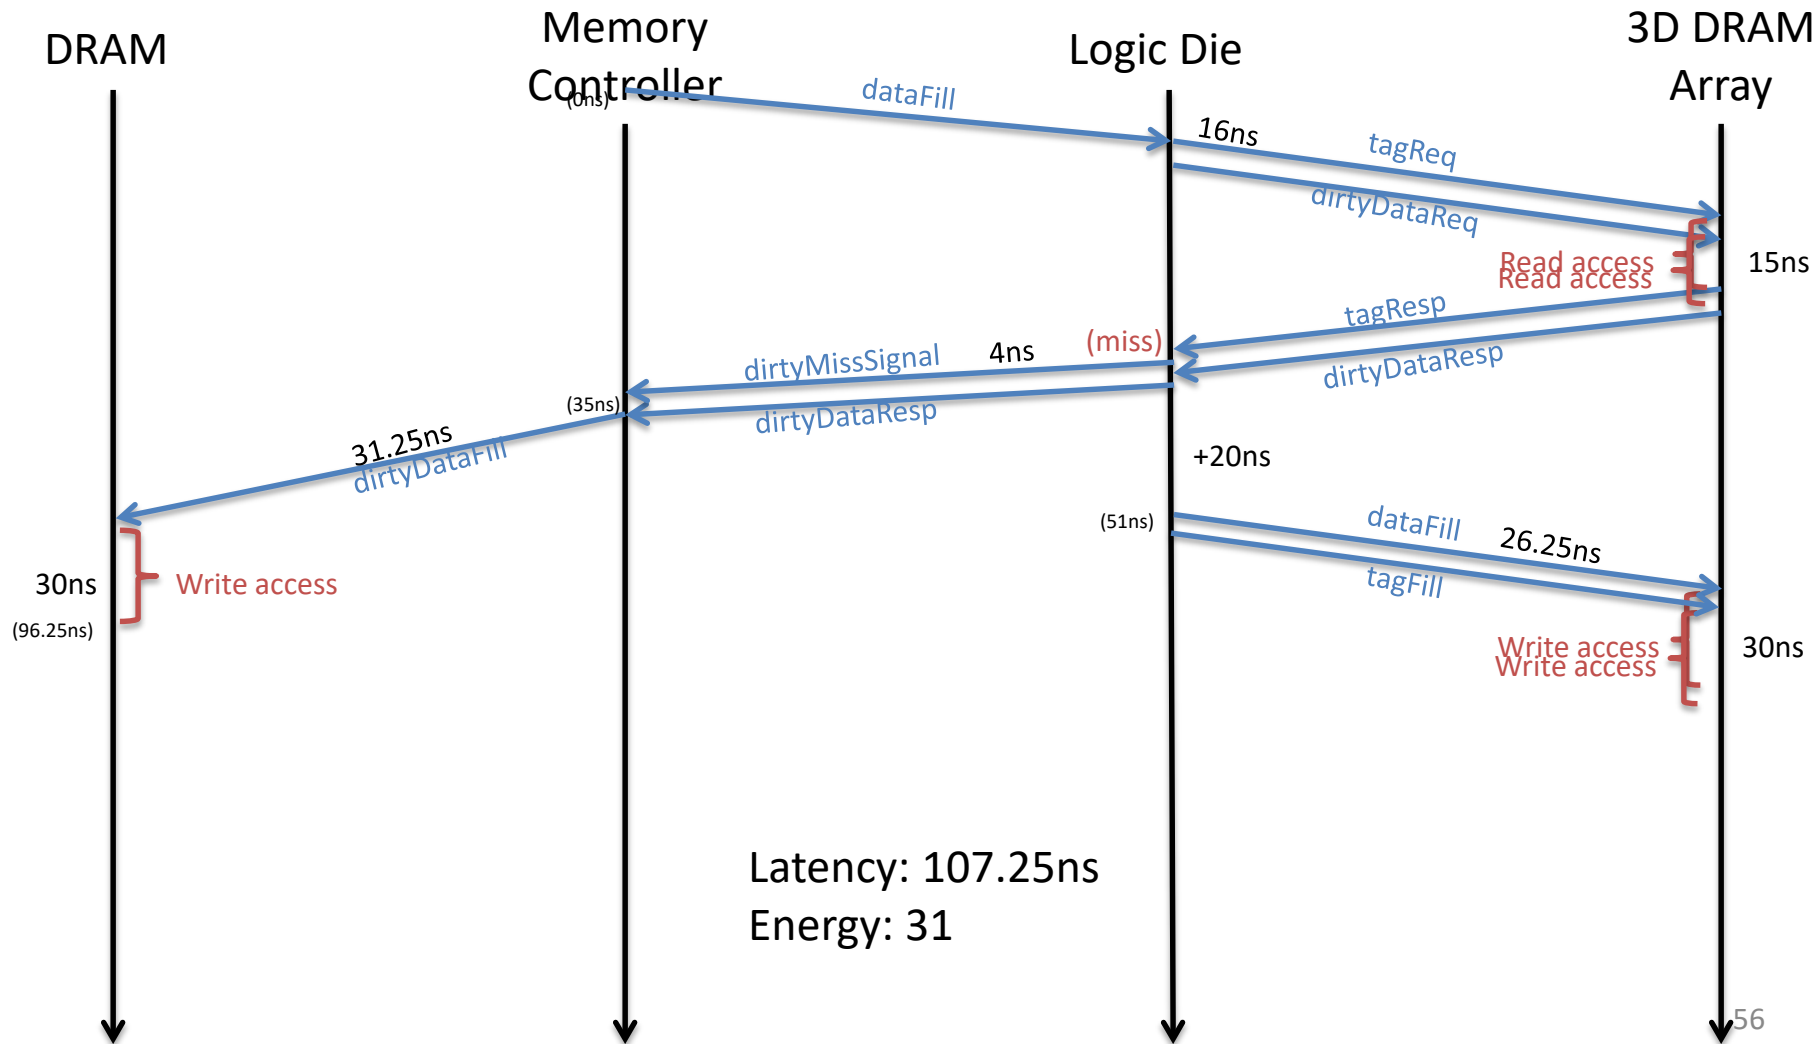 DRAM
Memory
Controller
Logic Die
3D DRAM
Array
(0ns)
dataFill
16ns
tagReq
dirtyDataReq
Read access
Read access
15ns
tagResp
(miss)
dirtyMissSignal
4ns
dirtyDataResp
(35ns)
dirtyDataResp
31.25ns
dirtyDataFill
+20ns
(51ns)
dataFill
26.25ns
tagFill
30ns
Write access
(96.25ns)
Write access
Write access
30ns
Latency: 107.25ns
Energy: 31
56